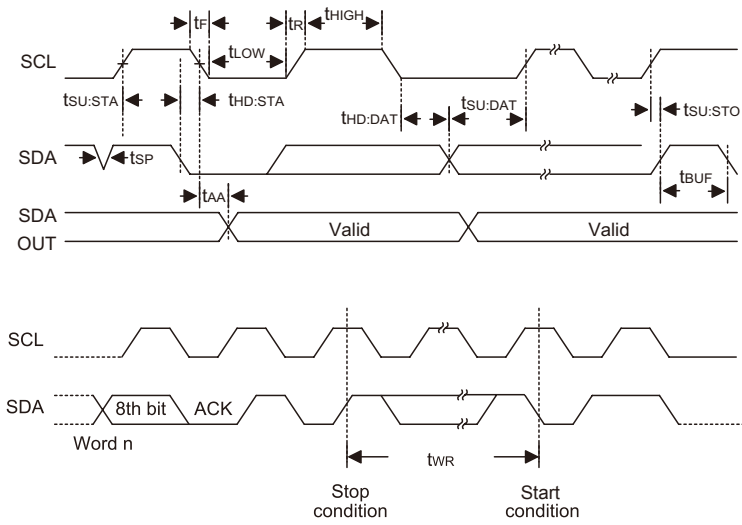 tF
tR
tHIGH
tLOW
SCL
tSU:STA
tHD:STA
tHD:DAT
tSU:DAT
tSU:STO
SDA
tSP
tBUF
tAA
SDA
OUT
Valid
Valid
SCL
SDA
8th bit
ACK
Word n
tWR
Stop
condition
Start
condition